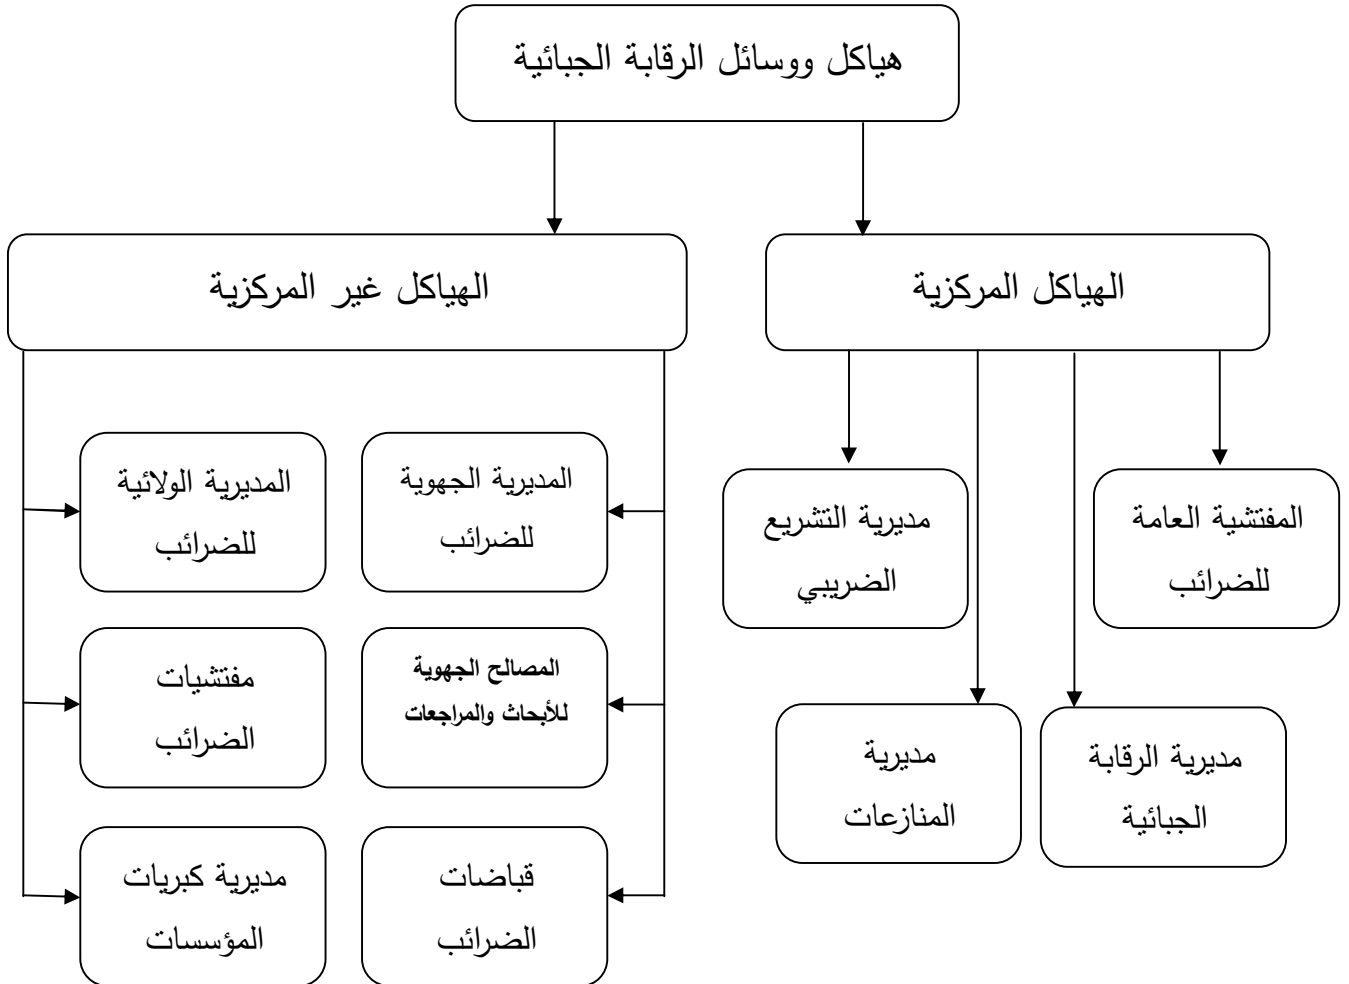 هياكل ووسائل الرقابة الجبائية
الهياكل المركزية
الهياكل غير المركزية
المفتشية العامة
للضرائب
مديرية التشريع
الضريبي
مديرية الرقابة
الجبائية
مديرية
المنازعات
المديرية الجهوية
للضرائب
المديرية الولائية
للضرائب
المصالح الجهوية
للأبحاث والمراجعات
مفتشيات
الضرائب
قباضات
الضرائب
مديرية كبريات
المؤسسات